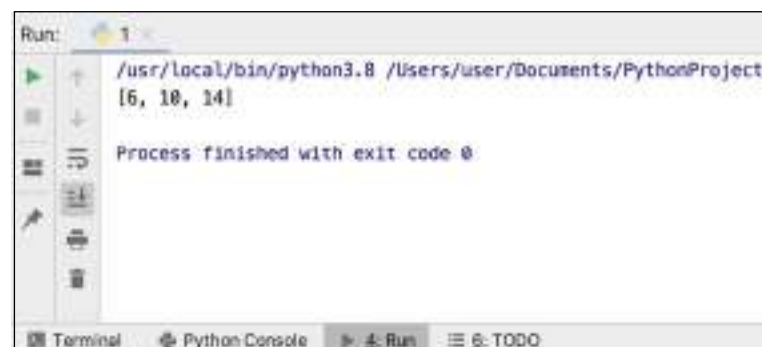 Run: 1
/usr/local/bin/python3.8 /Users/user/Documents/PythonProject
[6, 10, 14]
Process finished with exit code 0
Terminal Python Console 4: Run 6: TODO